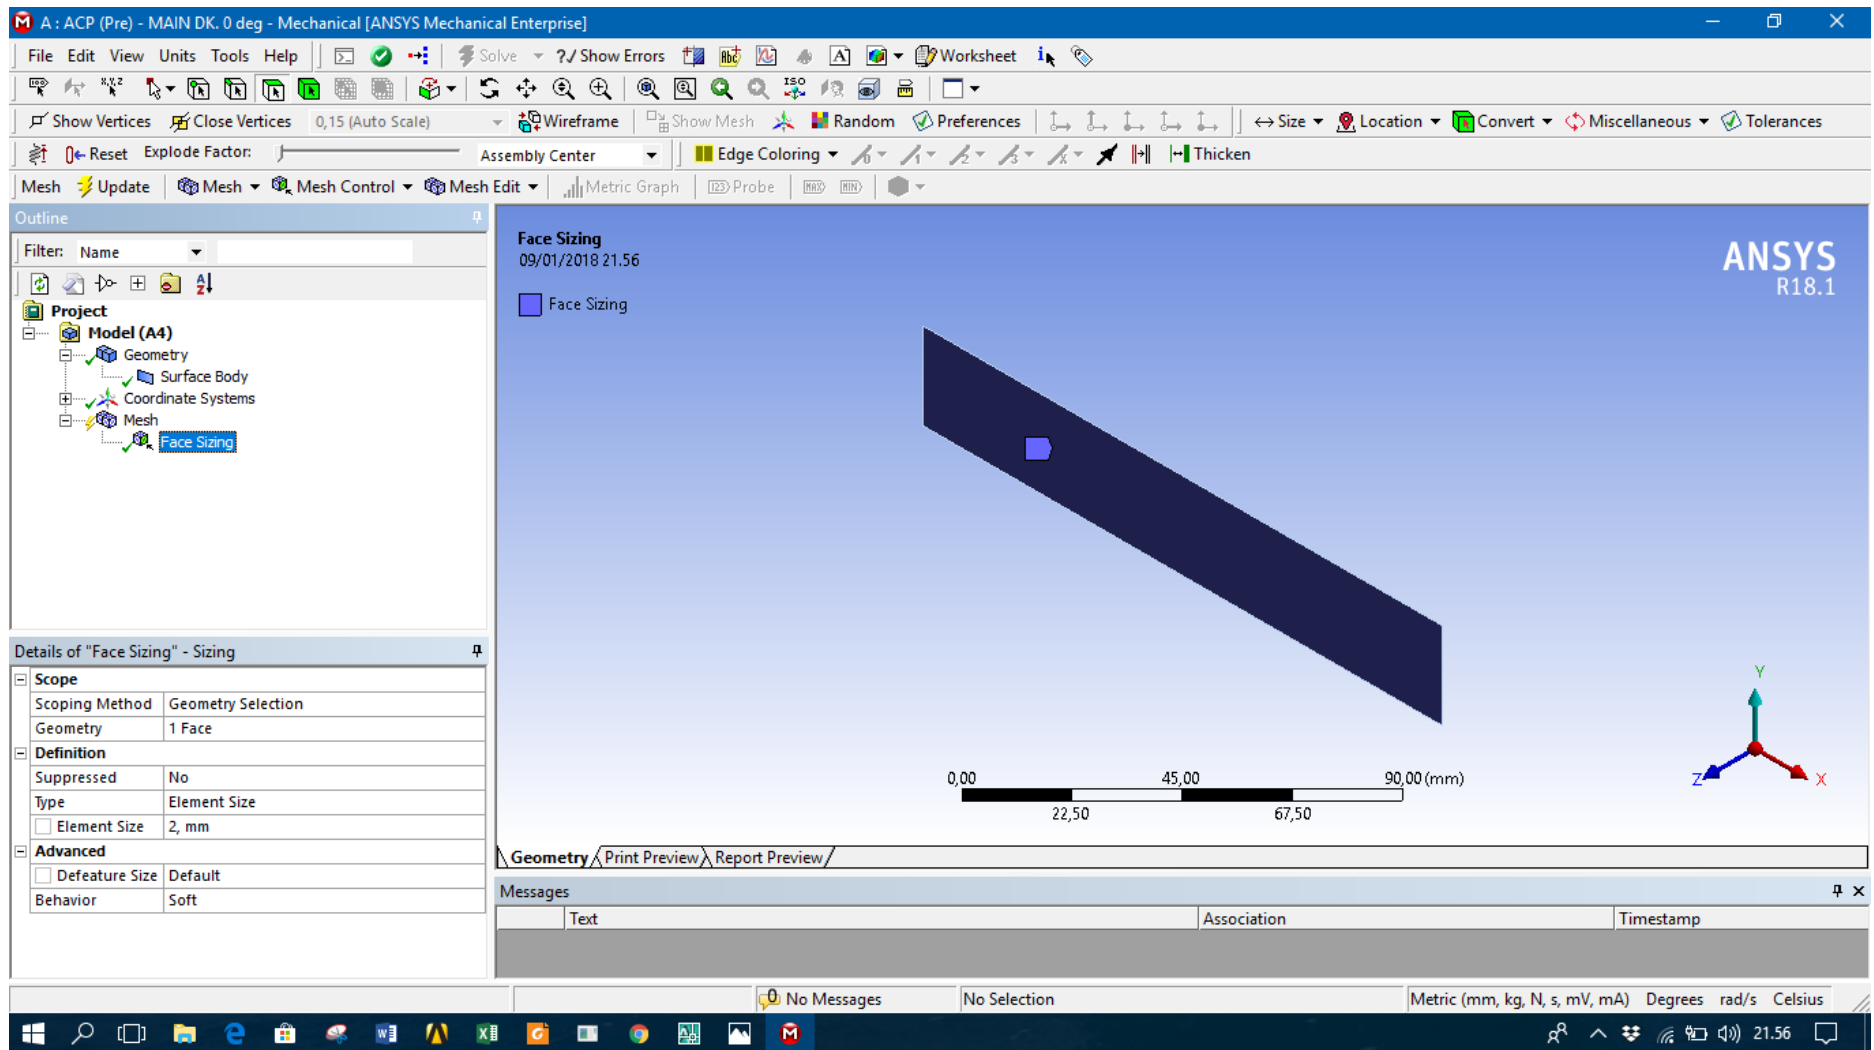 A : ACP (Pre) - MAIN DK. 0 deg - Mechanical [ANSYS Mechanical Enterprise]
File Edit View Units Tools Help Solve ?/ Show Errors Worksheet
Show Vertices Close Vertices 0,15 (Auto Scale) Wireframe Show Mesh Random Preferences Size Location Convert Miscellaneous Tolerances
Reset Explode Factor: Assembly Center Edge Coloring Thicken
Mesh Update Mesh Mesh Control Mesh Edit Metric Graph Probe
Outline
Filter: Name
Project
Model (A4)
Geometry
Surface Body
Coordinate Systems
Mesh
Face Sizing
Details of "Face Sizing" - Sizing
Scope
Scoping Method Geometry Selection
Geometry 1 Face
Definition
Suppressed No
Type Element Size
Element Size 2, mm
Advanced
Defeature Size Default
Behavior Soft
Face Sizing
09/01/2018 21.56
Face Sizing
ANSYS
R18.1
Y
Z X
0,00 45,00 90,00 (mm)
22,50 67,50
Geometry Print Preview Report Preview
Messages
Text Association Timestamp
0 No Messages No Selection Metric (mm, kg, N, s, mV, mA) Degrees rad/s Celsius
21.56